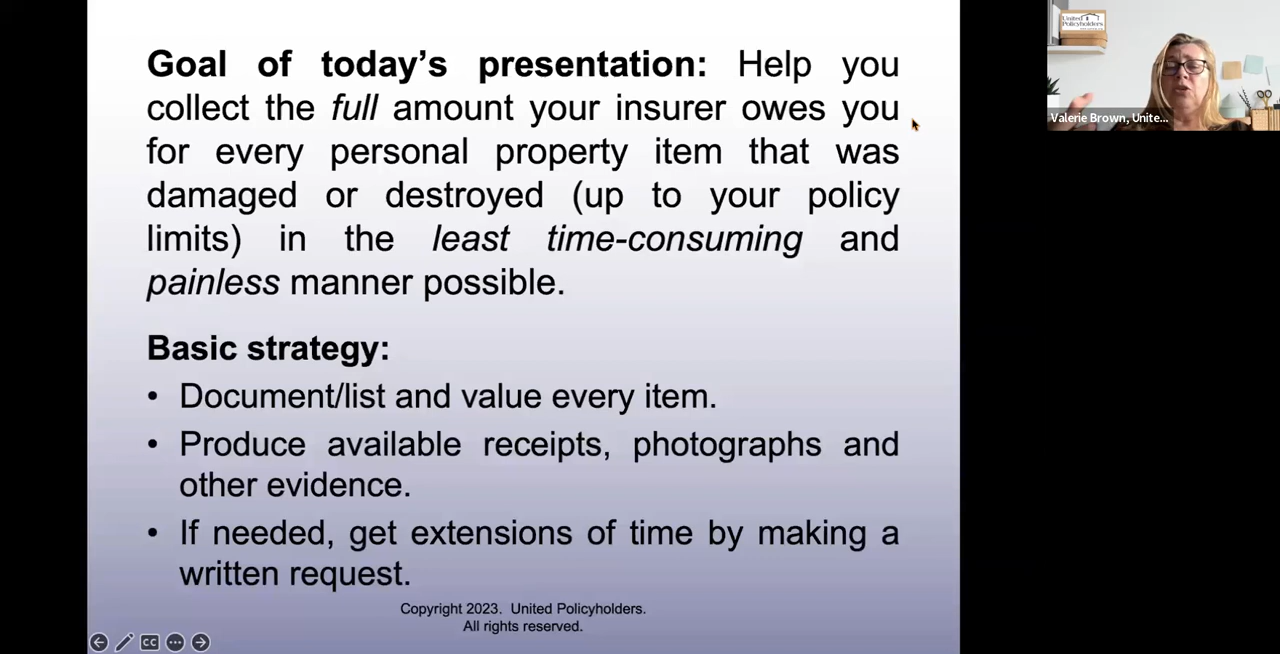 Goal of today's presentation: Help you
collect the full amount your insurer owes you
for every personal property item that was
damaged or destroyed (up to your policy
limits) in the least time-consuming and
painless manner possible.
Basic strategy:
• Document/list and value every item.
• Produce available receipts, photographs and
other evidence.
• If needed, get extensions of time by making a
written request.
Copyright 2023. United Policyholders.
All rights reserved.
CC
United
Policyholders
Valerie Brown, Unite...